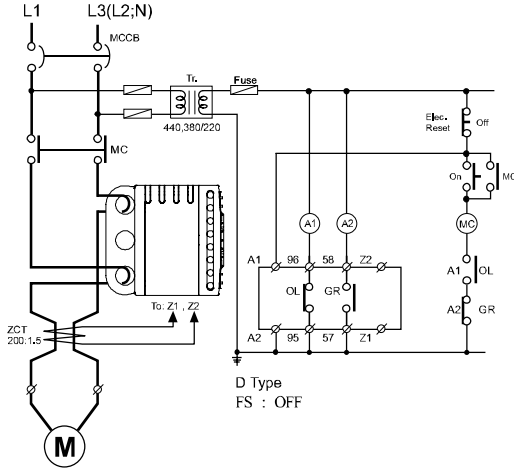 L1 L3(L2;N)
MCCB
Tr. Fuse
440,380/220
Elec. Reset Off
MC
On MC
A1 A2 MC
A1 96 58 Z2
A1 OL
OL GR
A2 GR
To: Z1 , Z2
A2 95 57 Z1
ZCT
200:1.5
D Type
FS : OFF
M